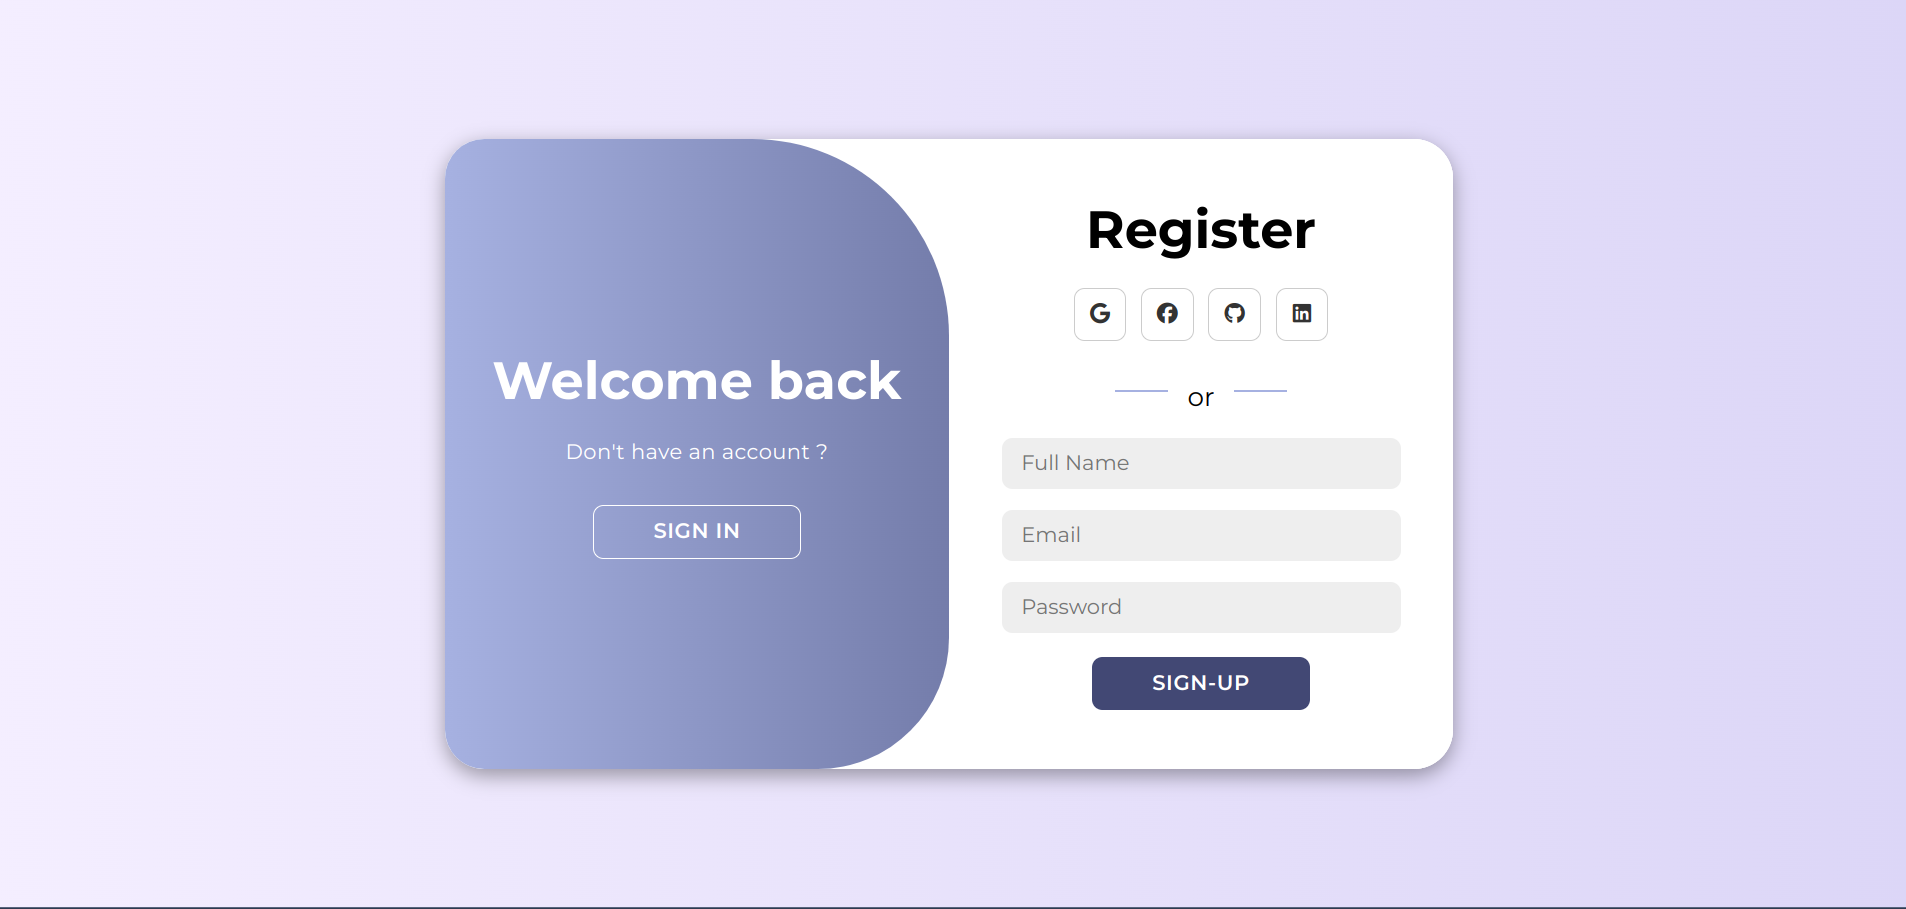 Welcome back
Don't have an account ?
SIGN IN
Register
or
Full Name
Email
Password
SIGN-UP